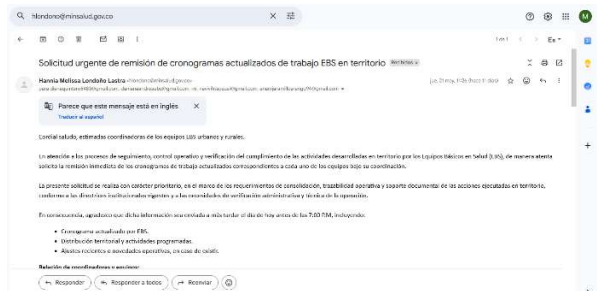 hlondono@minsalud.gov.co
1 of 1
Es
Solicitud urgente de remisión de cronogramas actualizados de trabajo EBS en territorio
Hannia Melissa Londoño Lastra
Parece que este mensaje está en inglés
Traducir al español
Cordial saludo, estimadas coordinadoras de los equipos EBS urbanos y rurales.
En atención a los procesos de seguimiento, control operativo y verificación del cumplimiento de las actividades desarrolladas en territorio por los Equipos Básicos en Salud (EBS), de manera atenta
solicito la remisión inmediata de los cronogramas de trabajo actualizados correspondientes a cada uno de los equipos bajo su coordinación.
La presente solicitud se realiza con carácter prioritario, en el marco de los requerimientos de consolidación, trazabilidad operativa y soporte documental de las acciones ejecutadas en territorio,
conforme a las directrices institucionales vigentes y a las necesidades de verificación administrativa y técnica de la operación.
En consecuencia, agradezco que dicha información sea enviada a más tardar el día de hoy antes de las 7:00 P.M, incluyendo:
Cronograma actualizado por EBS.
Distribución territorial y actividades programadas.
Ajustes recientes o novedades operativas, en caso de existir.
Relación de coordinadoras y equipos:
Responder
Responder a todos
Reenviar